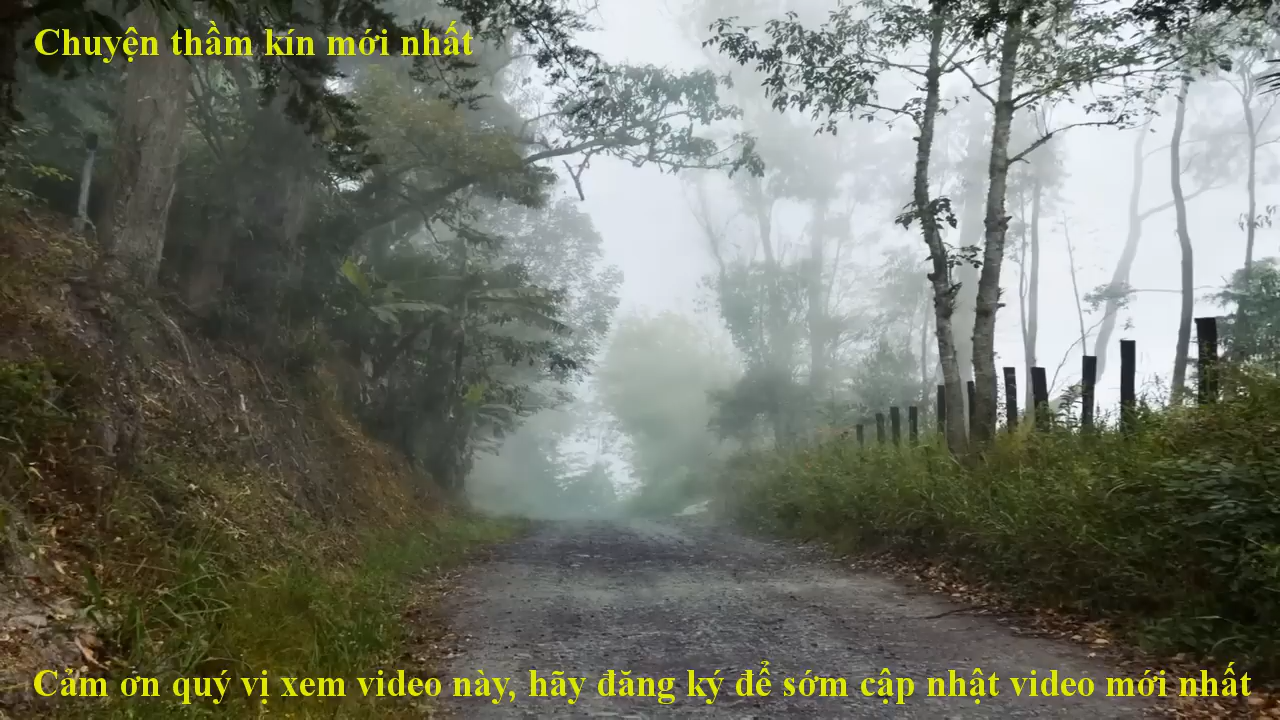 Chuyện thầm kín mới nhất
Cảm ơn quý vị xem video này, hãy đăng ký để sớm cập nhật video mới nhất